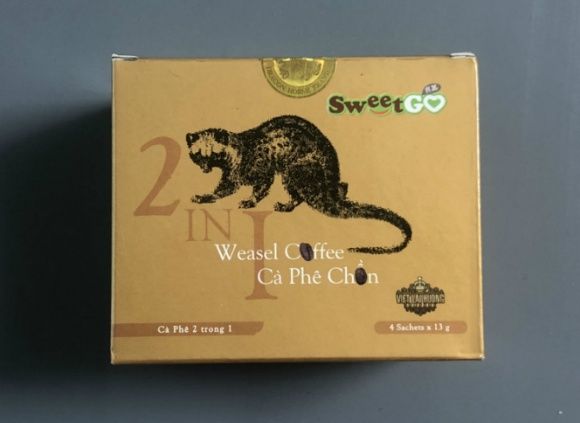 SweetGO
2 IN 1
Weasel Coffee
Cà Phê Chồn
Cà Phê 2 trong 1
4 Sachets x 13 g